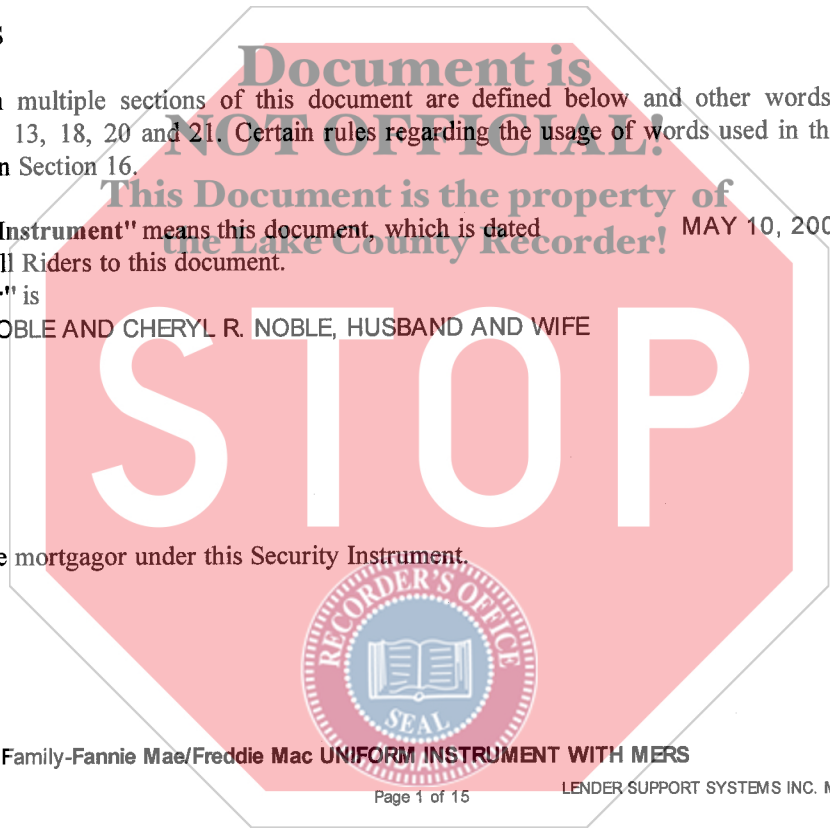 Document is
multiple sections of this document are defined below and other words
13, 18, 20 and 21. Certain rules regarding the usage of words used in th
NOT OFFICIAL!
n Section 16.
This Document is the property of
Instrument" means this document, which is dated MAY 10, 200
the Lake County Recorder!
ll Riders to this document.
" is
OBLE AND CHERYL R. NOBLE, HUSBAND AND WIFE
STOP
e mortgagor under this Security Instrument.
RECORDER'S OFFICE
SEAL
INDIANA
Family-Fannie Mae/Freddie Mac UNIFORM INSTRUMENT WITH MERS
Page 1 of 15 LENDER SUPPORT SYSTEMS INC. M